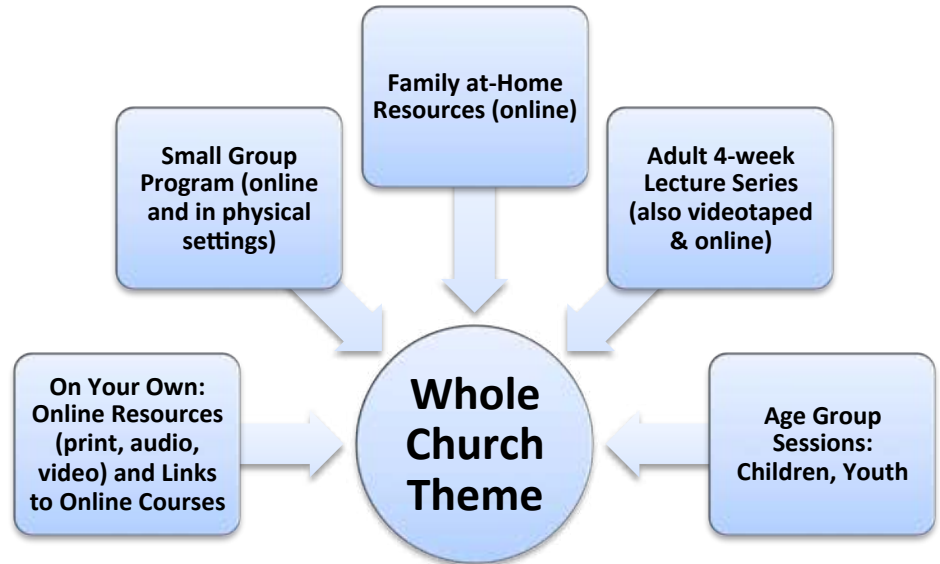 Family at-Home
Resources (online)
Small Group
Program (online
and in physical
settings)
Adult 4-week
Lecture Series
(also videotaped
& online)
On Your Own:
Online Resources
(print, audio,
video) and Links
to Online Courses
Whole
Church
Theme
Age Group
Sessions:
Children, Youth